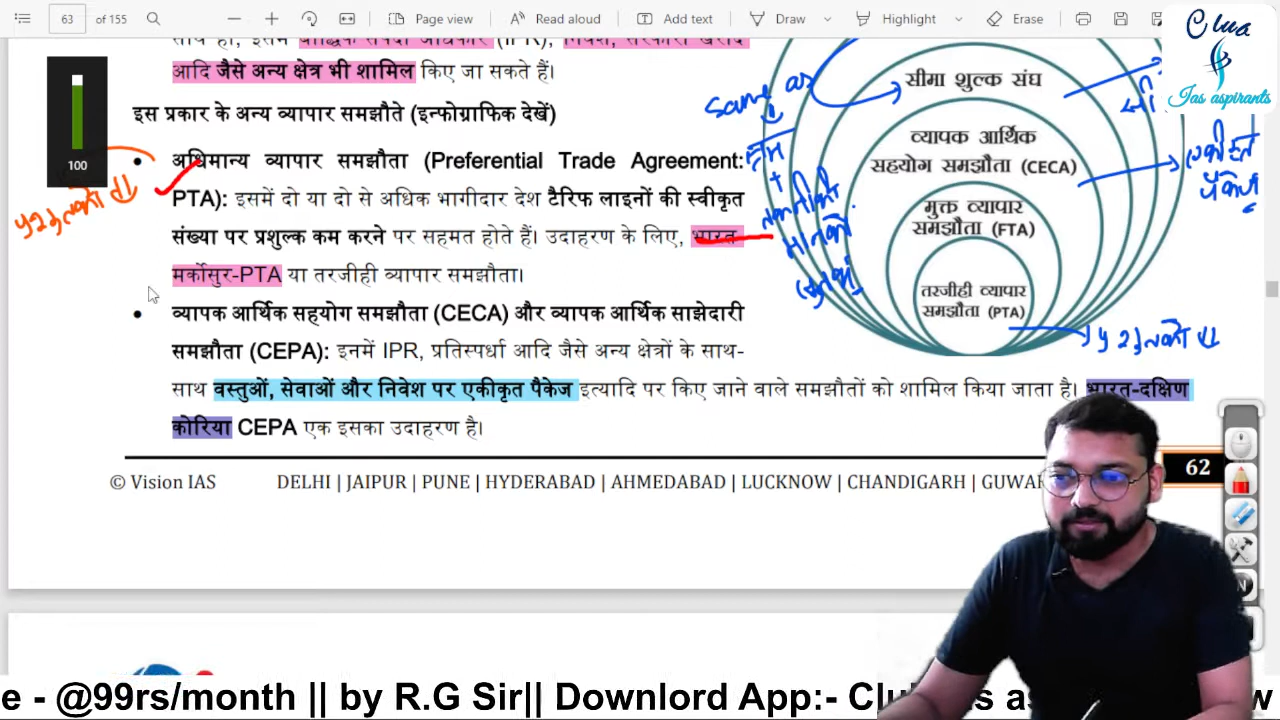 63 of 155
Page view
Read aloud
Add text
Draw
Highlight
Erase
Clua
Ias aspirants
आदि जैसे अन्य क्षेत्र भी शामिल किए जा सकते हैं।
इस प्रकार के अन्य व्यापार समझौते (इन्फोग्राफिक देखें)
100
• अधिमान्य व्यापार समझौता (Preferential Trade Agreement:
PTA): इसमें दो या दो से अधिक भागीदार देश टैरिफ लाइनों की स्वीकृत
संख्या पर प्रशुल्क कम करने पर सहमत होते हैं। उदाहरण के लिए, भारत-
मर्कोसुर-PTA या तरजीही व्यापार समझौता।
• व्यापक आर्थिक सहयोग समझौता (CECA) और व्यापक आर्थिक साझेदारी
समझौता (CEPA): इनमें IPR, प्रतिस्पर्धा आदि जैसे अन्य क्षेत्रों के साथ-
साथ वस्तुओं, सेवाओं और निवेश पर एकीकृत पैकेज इत्यादि पर किए जाने वाले समझौतों को शामिल किया जाता है। भारत-दक्षिण
कोरिया CEPA एक इसका उदाहरण है।
Same as
सीमा शुल्क संघ
व्यापक आर्थिक
सहयोग समझौता (CECA)
मुक्त व्यापार
समझौता (FTA)
तरजीही व्यापार
समझौता (PTA)
© Vision IAS
DELHI | JAIPUR | PUNE | HYDERABAD | AHMEDABAD | LUCKNOW | CHANDIGARH | GUWA
62
e - @99rs/month || by R.G Sir|| Downlord App:- Clu